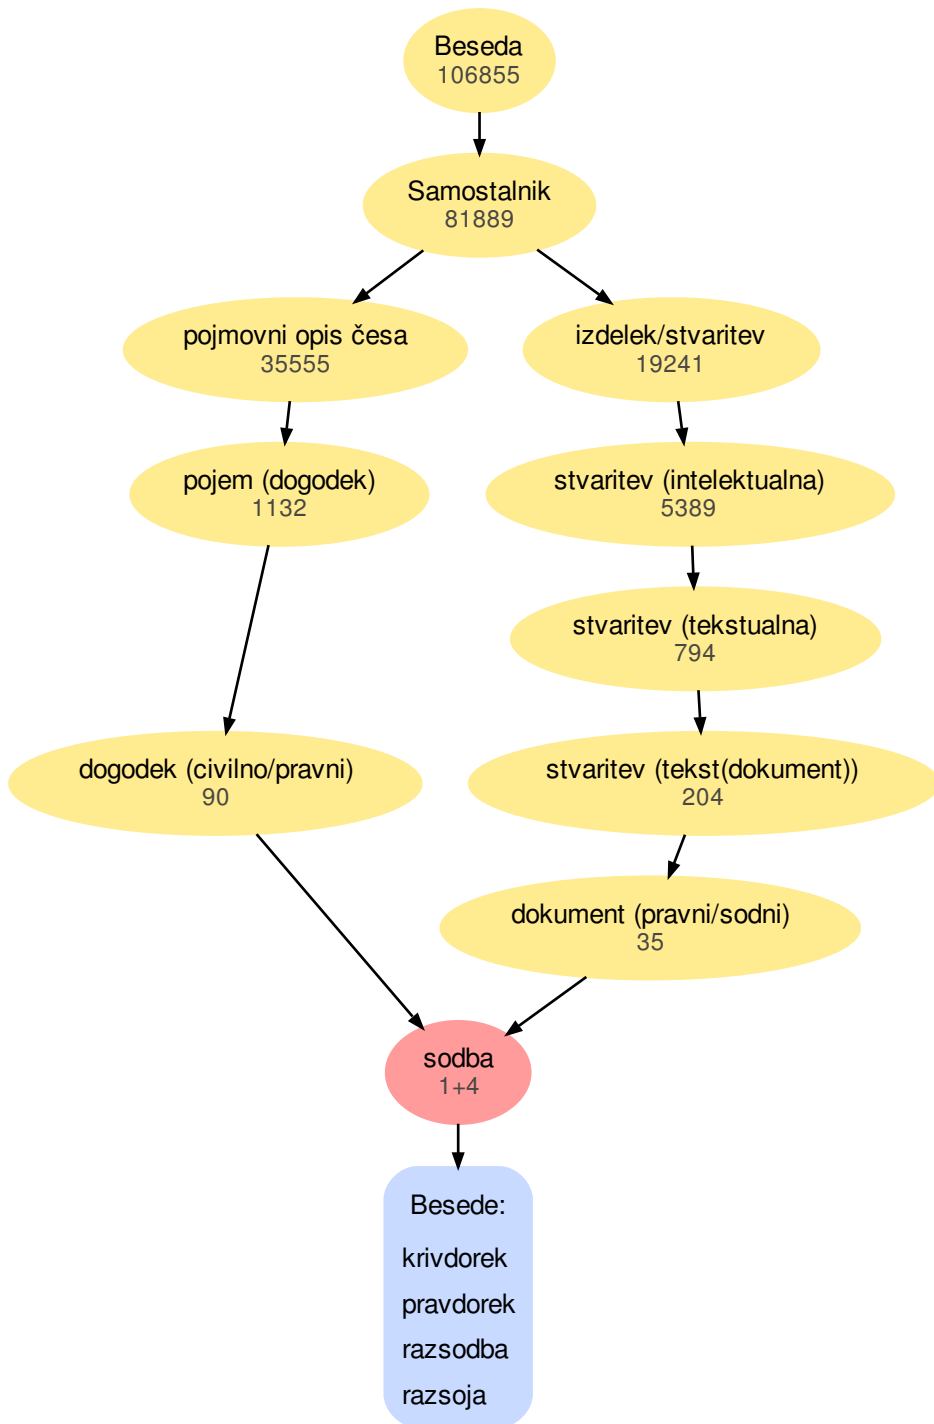 Beseda
106855
Samostalnik
81889
pojmovni opis česa
35555
izdelek/stvaritev
19241
pojem (dogodek)
1132
stvaritev (intelektualna)
5389
stvaritev (tekstualna)
794
dogodek (civilno/pravni)
90
stvaritev (tekst(dokument))
204
dokument (pravni/sodni)
35
sodba
1+4
Besede:
krivdorek
pravdorek
razsodba
razsoja